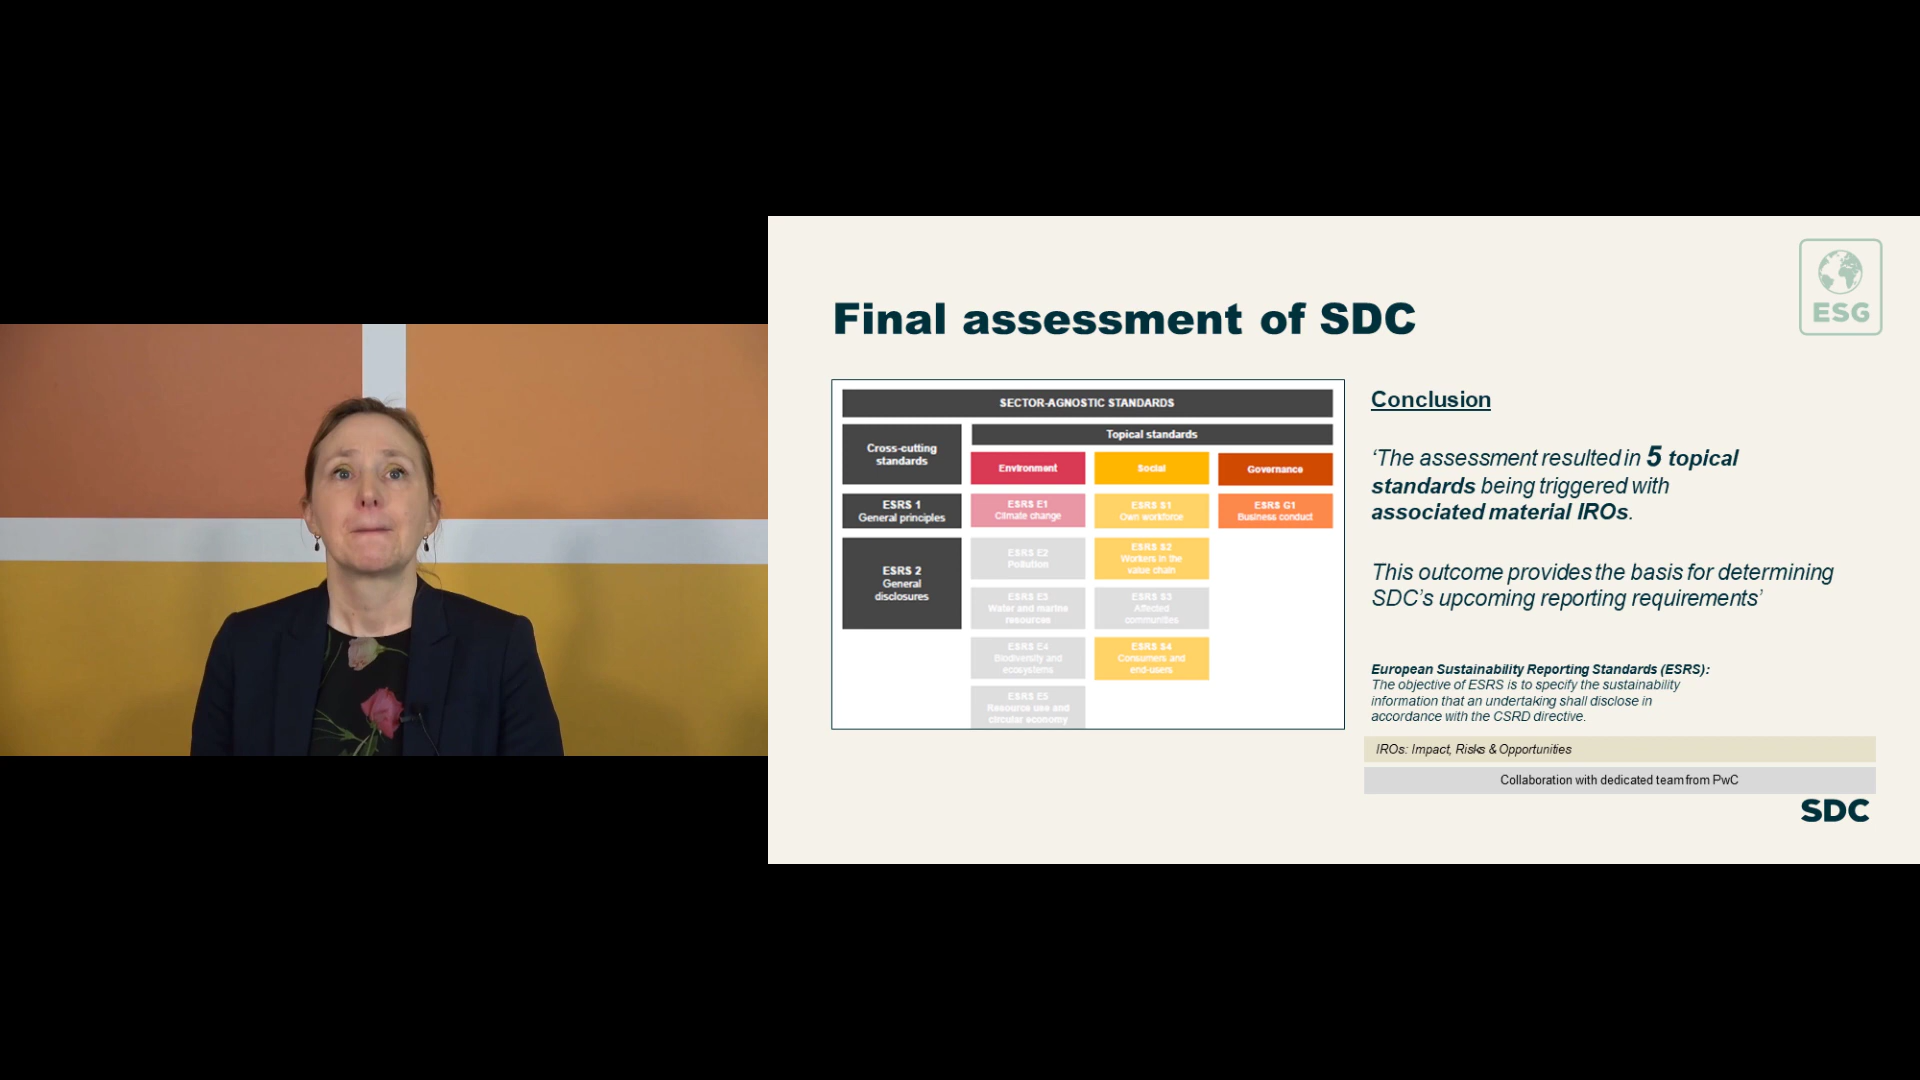 ESG
Final assessment of SDC
SECTOR-AGNOSTIC STANDARDS
Cross-cutting
standards
Topical standards
Environment
Social
Governance
ESRS 1
General principles
ESRS E1
Climate change
ESRS S1
Own workforce
ESRS G1
Business conduct
ESRS 2
General
disclosures
ESRS E2
Pollution
ESRS S2
Workers in the
value chain
ESRS E3
Water and marine
resources
ESRS S3
Affected
communities
ESRS E4
Biodiversity and
ecosystems
ESRS S4
Consumers and
end-users
ESRS E5
Resource use and
circular economy
Conclusion
‘The assessment resulted in 5 topical
standards being triggered with
associated material IROs.
This outcome provides the basis for determining
SDC’s upcoming reporting requirements’
European Sustainability Reporting Standards (ESRS):
The objective of ESRS is to specify the sustainability
information that an undertaking shall disclose in
accordance with the CSRD directive.
IROs: Impact, Risks & Opportunities
Collaboration with dedicated team from PwC
SDC